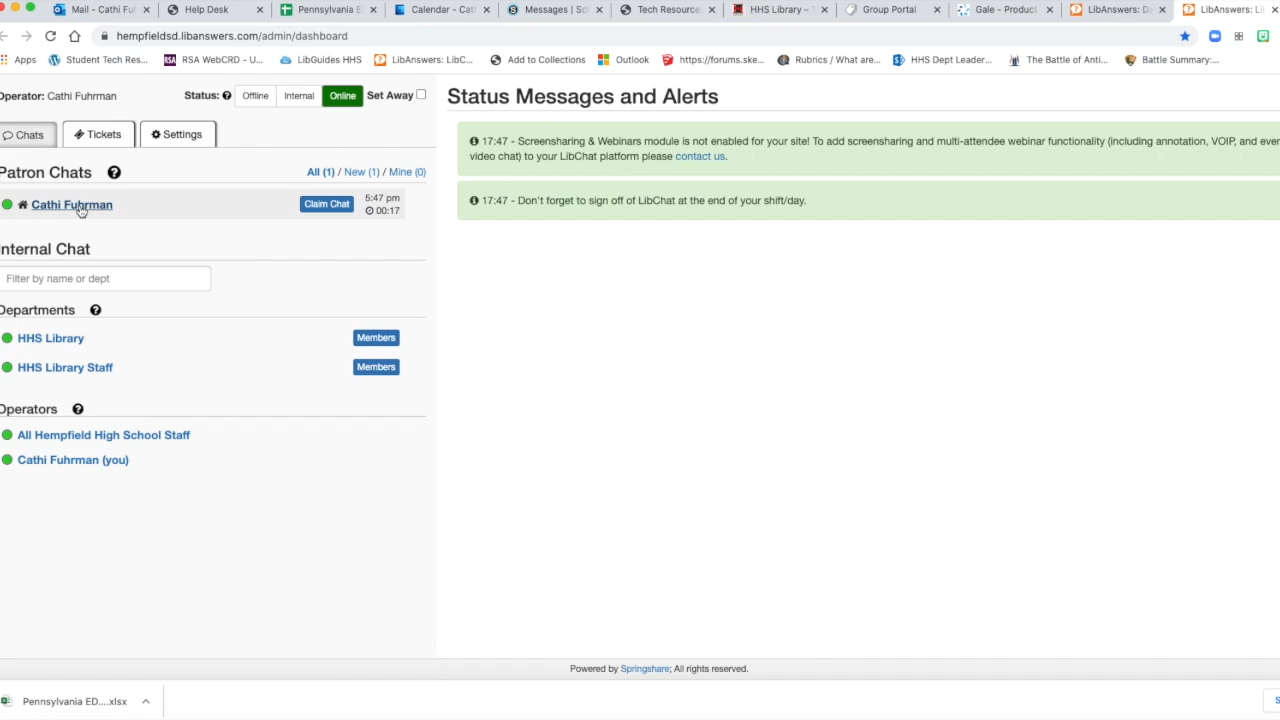 Mail - Cathi Ful
Help Desk
Pennsylvania E
Calendar - Cat
Messages | Sc
Tech Resource
HHS Library –
Group Portal
Gale - Product
LibAnswers: D
LibAnswers: Li
hempfieldsd.libanswers.com/admin/dashboard
Apps
Student Tech Res...
RSA WebCRD - U...
LibGuides HHS
LibAnswers: LibC...
Add to Collections
Outlook
https://forums.ske...
Rubrics / What are...
HHS Dept Leader...
The Battle of Anti...
Battle Summary:...
Operator: Cathi Fuhrman
Status: Offline Internal Online Set Away
Chats
Tickets
Settings
Patron Chats
All (1) / New (1) / Mine (0)
Cathi Fuhrman
Claim Chat
5:47 pm
00:17
Internal Chat
Filter by name or dept
Departments
HHS Library
Members
HHS Library Staff
Members
Operators
All Hempfield High School Staff
Cathi Fuhrman (you)
Status Messages and Alerts
17:47 - Screensharing & Webinars module is not enabled for your site! To add screensharing and multi-attendee webinar functionality (including annotation, VOIP, and even
video chat) to your LibChat platform please contact us.
17:47 - Don't forget to sign off of LibChat at the end of your shift/day.
Powered by Springshare; All rights reserved.
Pennsylvania ED....xlsx